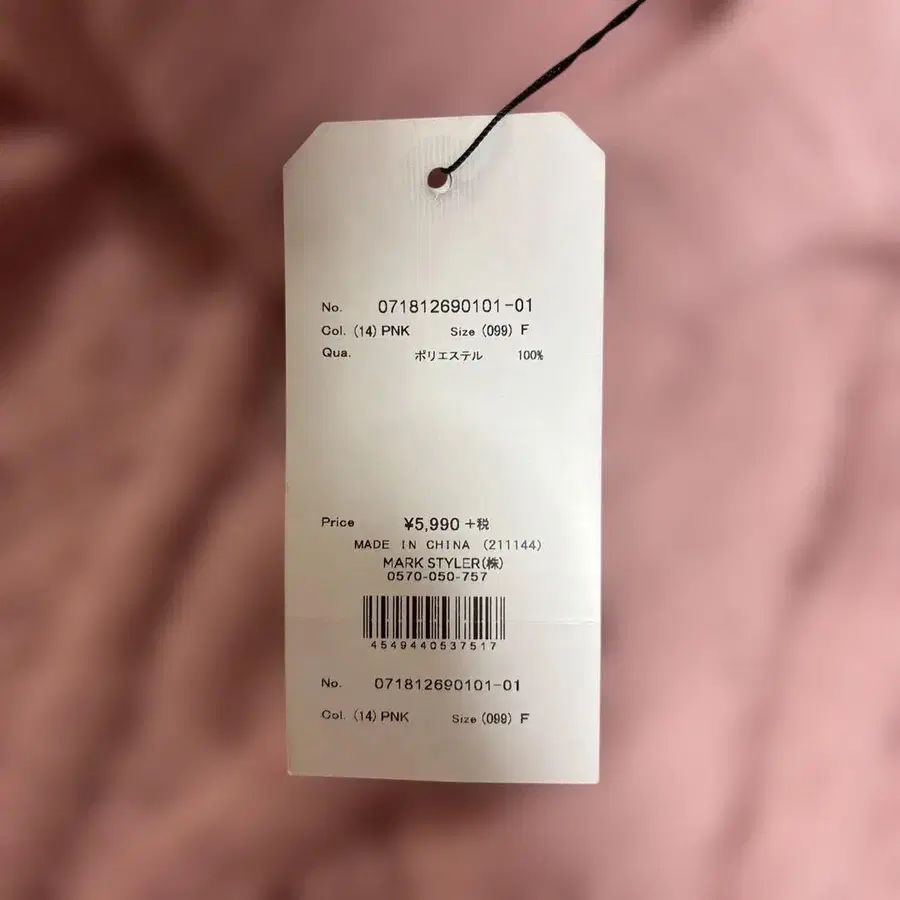 No. 071812690101-01
Col. (14) PNK Size (099) F
Qua. ポリエステル 100%
Price ¥5,990 +税
MADE IN CHINA (211144)
MARK STYLER(株)
0570-050-757
4549440537517
No. 071812690101-01
Col. (14) PNK Size (099) F